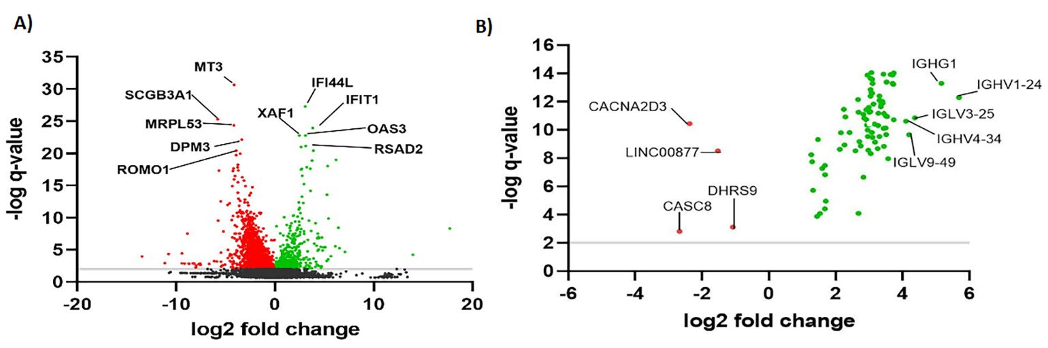 A)
-log q-value
35
30
25
20
15
10
5
0
-20
-10
0
10
20
log2 fold change
MT3
SCGB3A1
MRPL53
DPM3
ROMO1
IFI44L
IFIT1
XAF1
OAS3
RSAD2
B)
-log q-value
16
14
12
10
8
6
4
2
0
-6
-4
-2
0
2
4
6
log2 fold change
CACNA2D3
LINC00877
CASC8
DHRS9
IGHG1
IGHV1-24
IGLV3-25
IGHV4-34
IGLV9-49